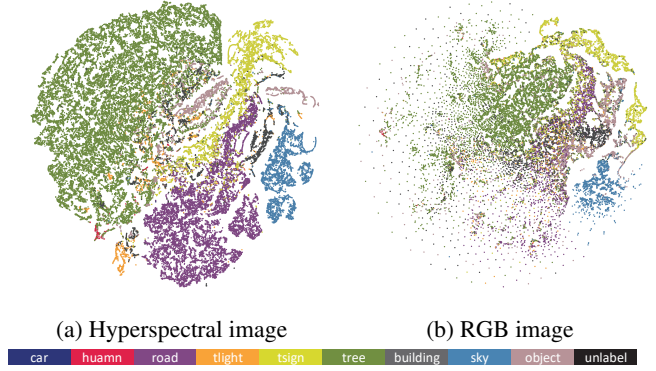 (a) Hyperspectral image
(b) RGB image
car huamn road tlight tsign tree building sky object unlabel